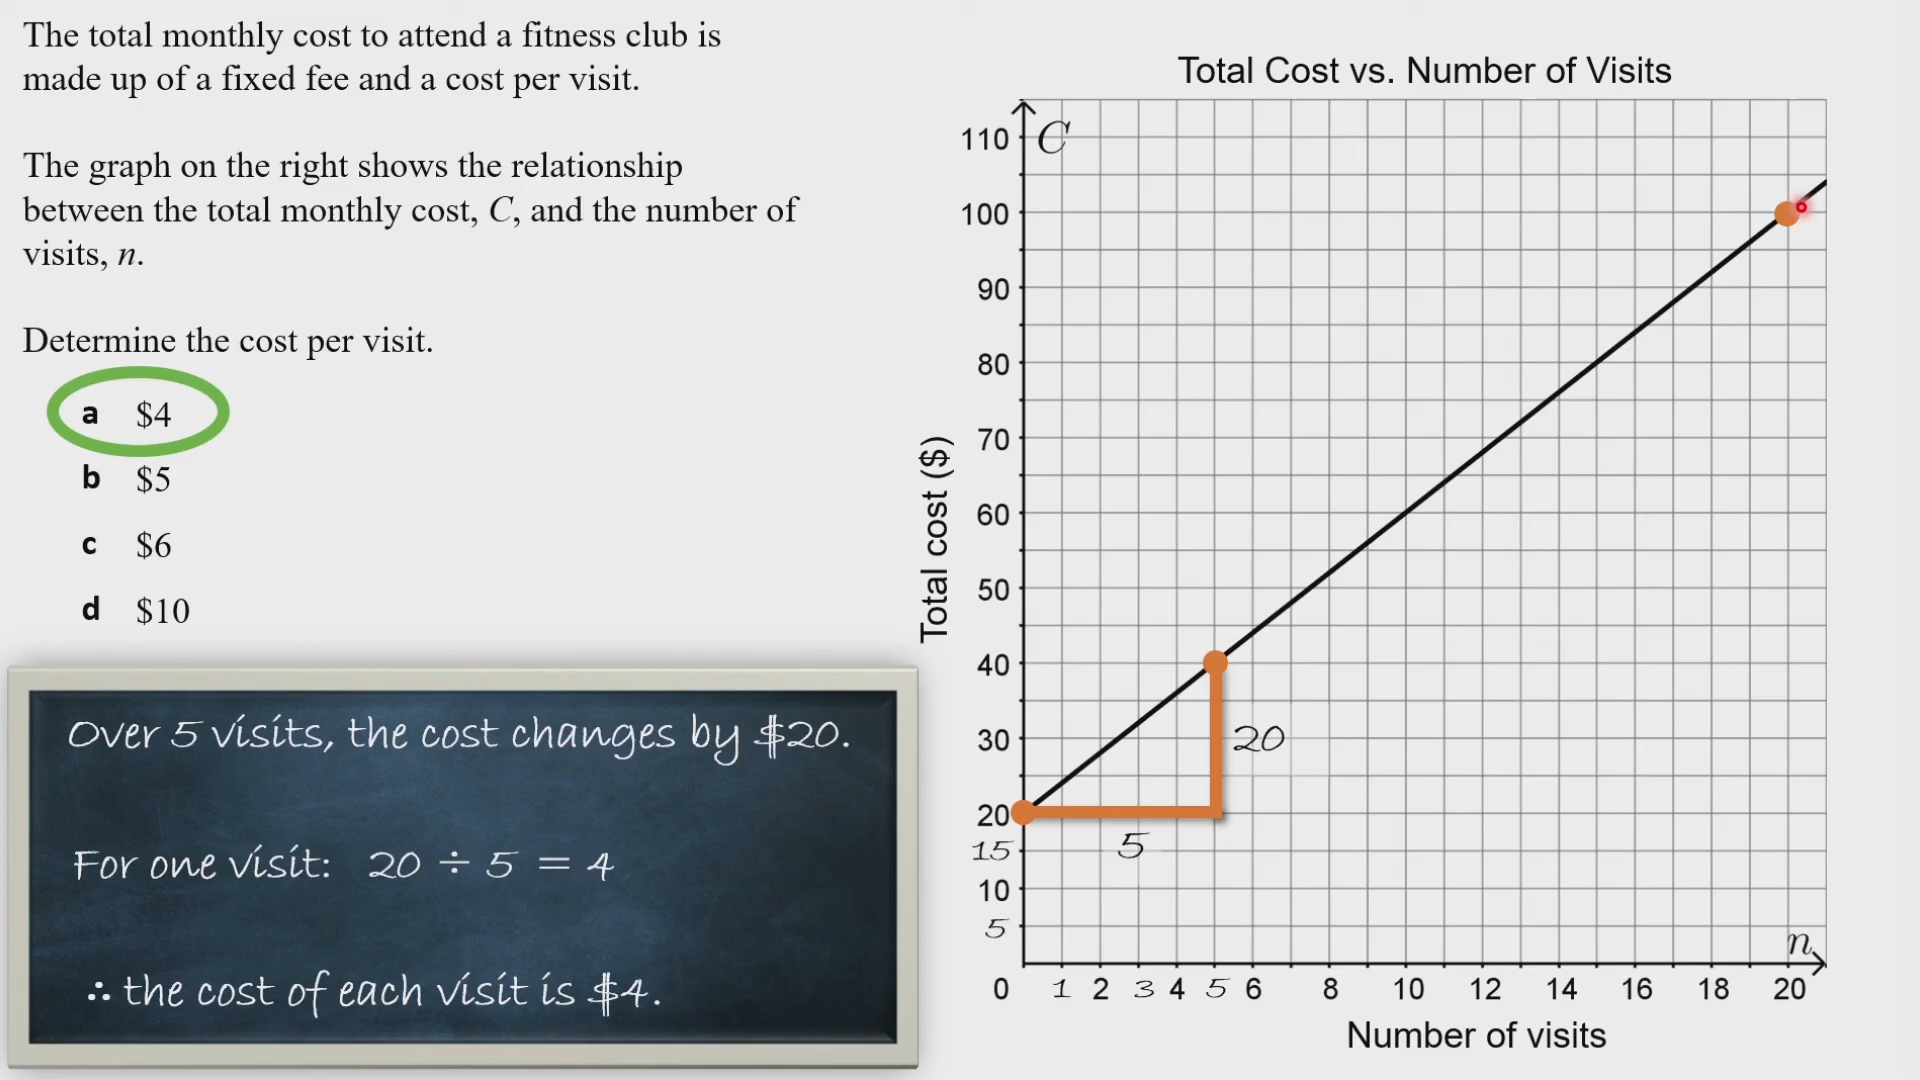 The total monthly cost to attend a fitness club is
made up of a fixed fee and a cost per visit.
The graph on the right shows the relationship
between the total monthly cost, C, and the number of
visits, n.
Determine the cost per visit.
a $4
b $5
c $6
d $10
Over 5 visits, the cost changes by $20.
For one visit: 20 ÷ 5 = 4
∴ the cost of each visit is $4.
Total Cost vs. Number of Visits
C
110
100
90
80
70
60
50
40
30
20
15
10
5
Total cost ($)
20
5
n
0 1 2 3 4 5 6 8 10 12 14 16 18 20
Number of visits